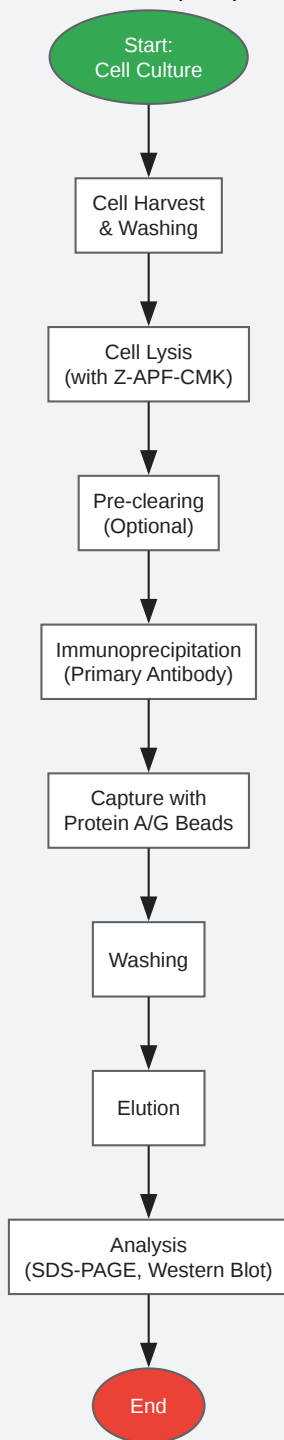 Start:
Cell Culture
Cell Harvest
& Washing
Cell Lysis
(with Z-APF-CMK)
Pre-clearing
(Optional)
Immunoprecipitation
(Primary Antibody)
Capture with
Protein A/G Beads
Washing
Elution
Analysis
(SDS-PAGE, Western Blot)
End